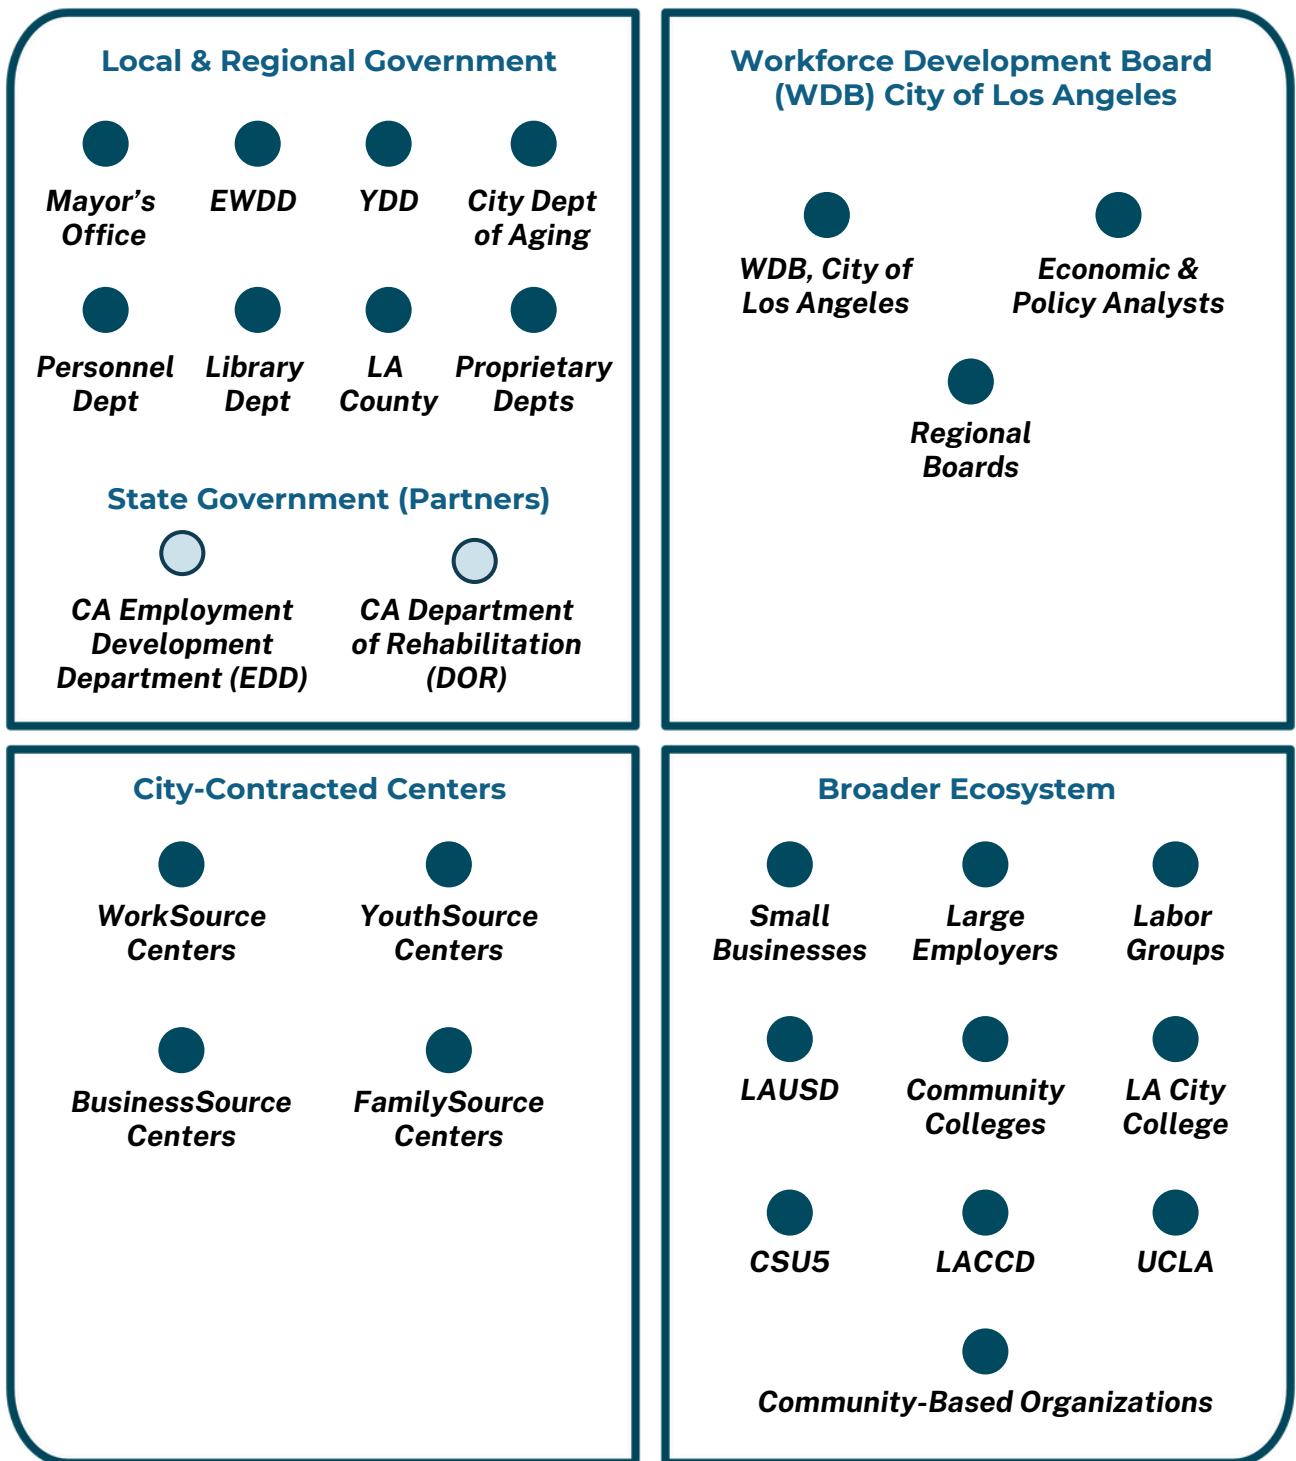 Local & Regional Government
Mayor's
Office
EWDD
YDD
City Dept
of Aging
Personnel
Dept
Library
Dept
LA
County
Proprietary
Depts
State Government (Partners)
CA Employment
Development
Department (EDD)
CA Department
of Rehabilitation
(DOR)
Workforce Development Board
(WDB) City of Los Angeles
WDB, City of
Los Angeles
Economic &
Policy Analysts
Regional
Boards
City-Contracted Centers
WorkSource
Centers
YouthSource
Centers
BusinessSource
Centers
FamilySource
Centers
Broader Ecosystem
Small
Businesses
Large
Employers
Labor
Groups
LAUSD
Community
Colleges
LA City
College
CSU5
LACCD
UCLA
Community-Based Organizations